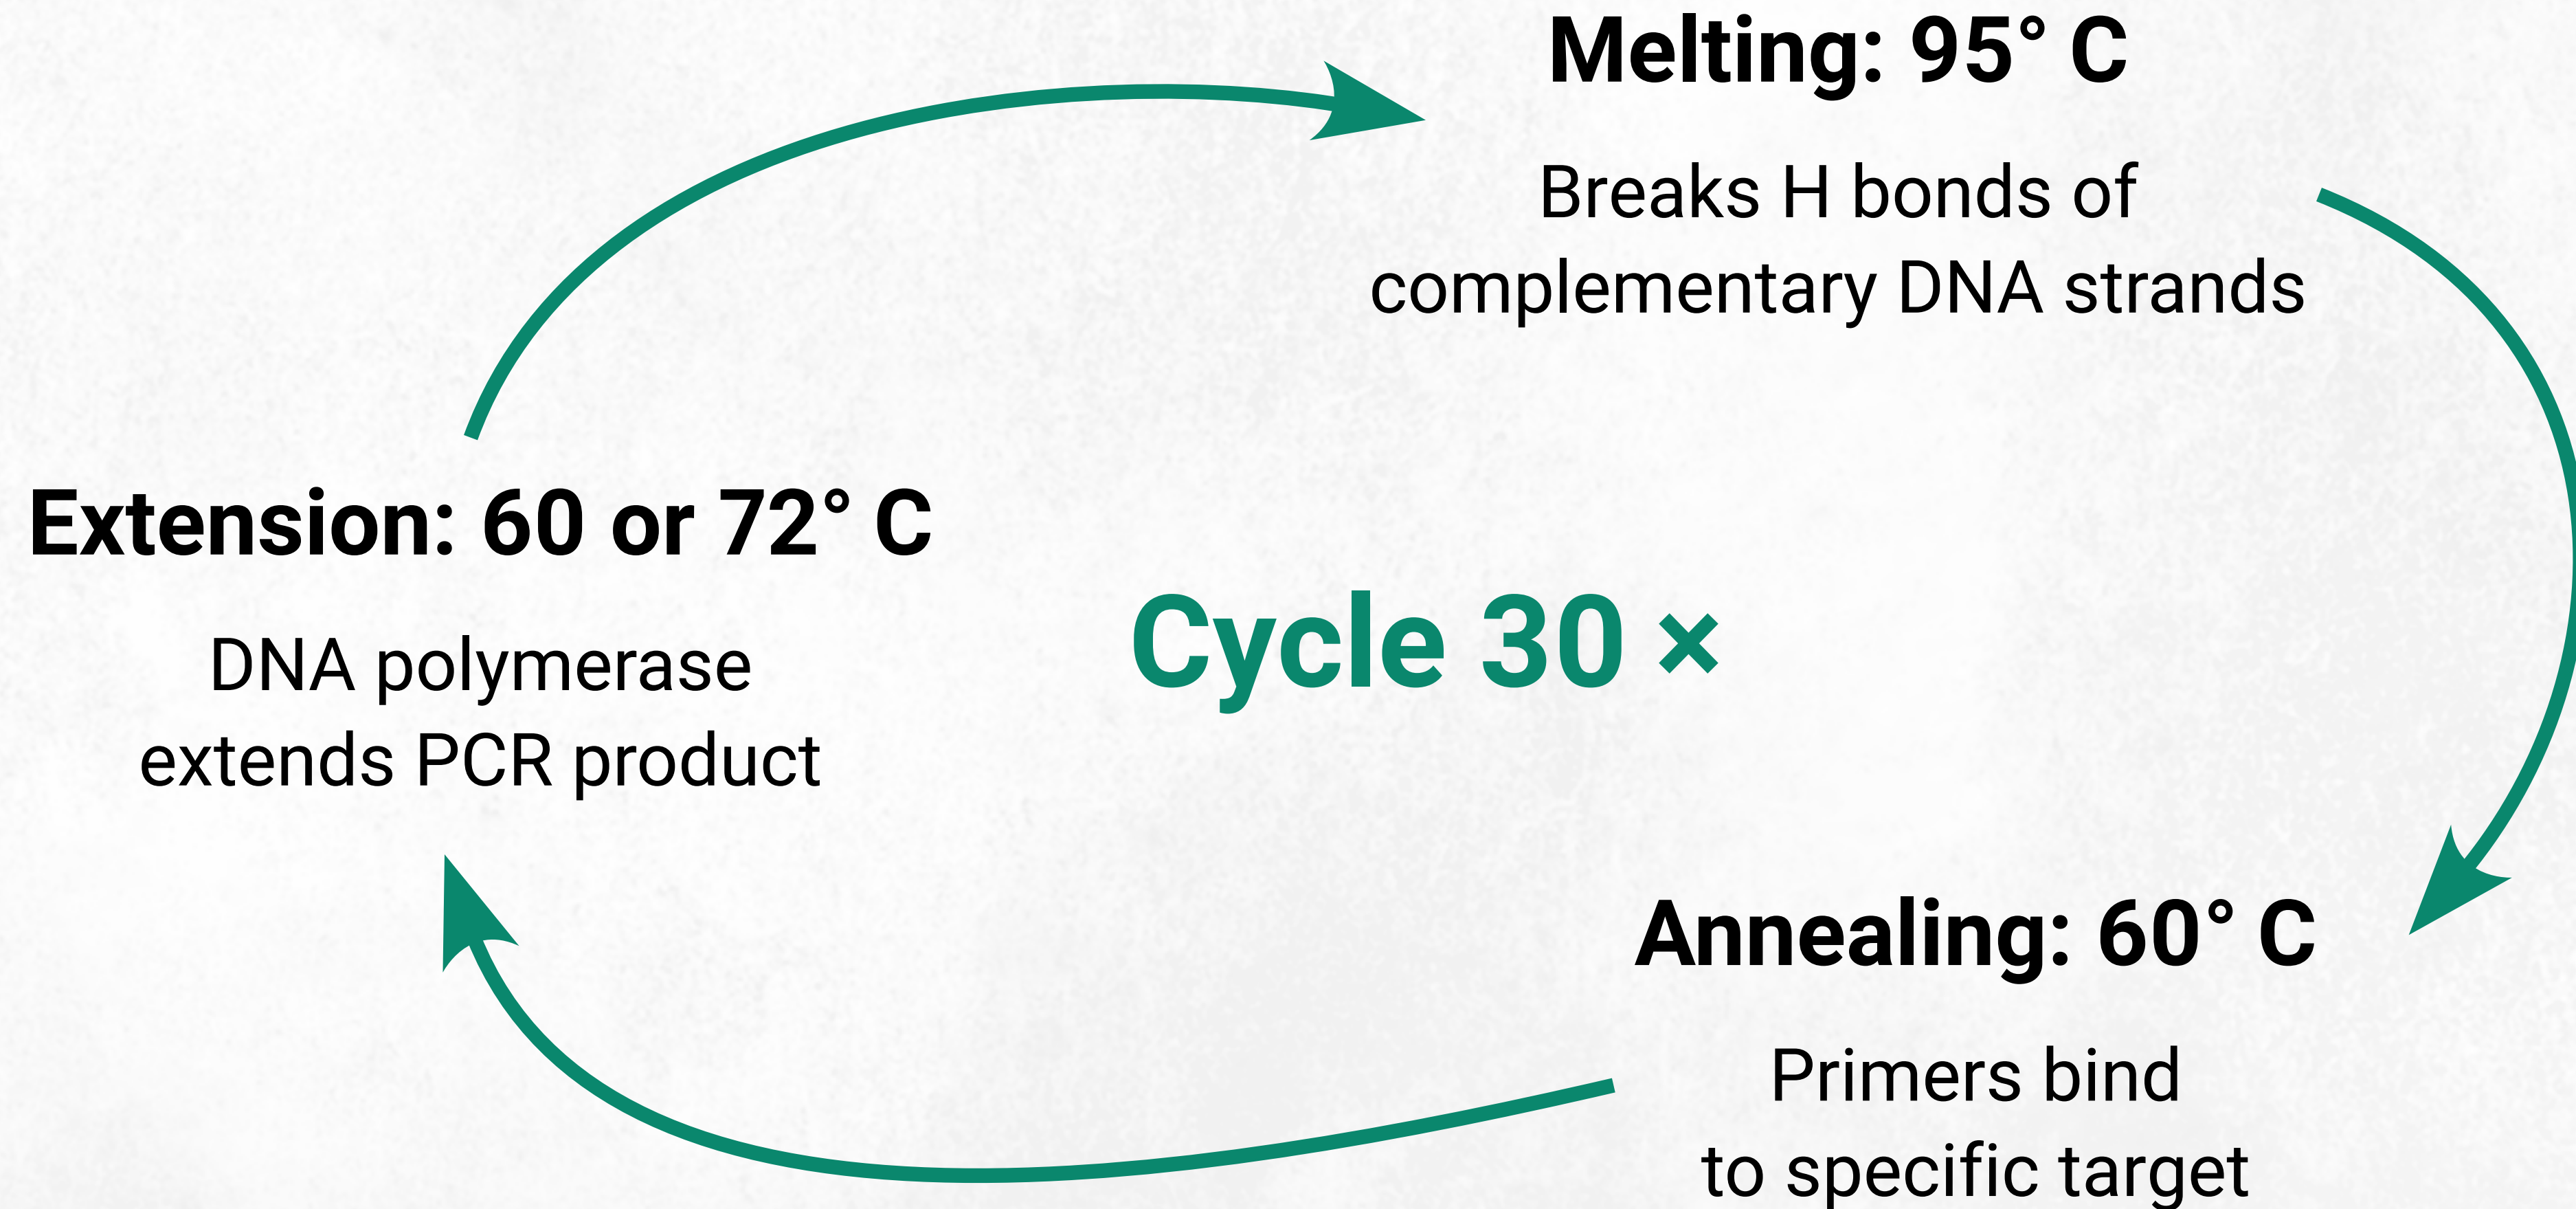 Melting: 95° C
Breaks H bonds of
complementary DNA strands
Extension: 60 or 72° C
DNA polymerase
extends PCR product
Cycle 30 ×
Annealing: 60° C
Primers bind
to specific target